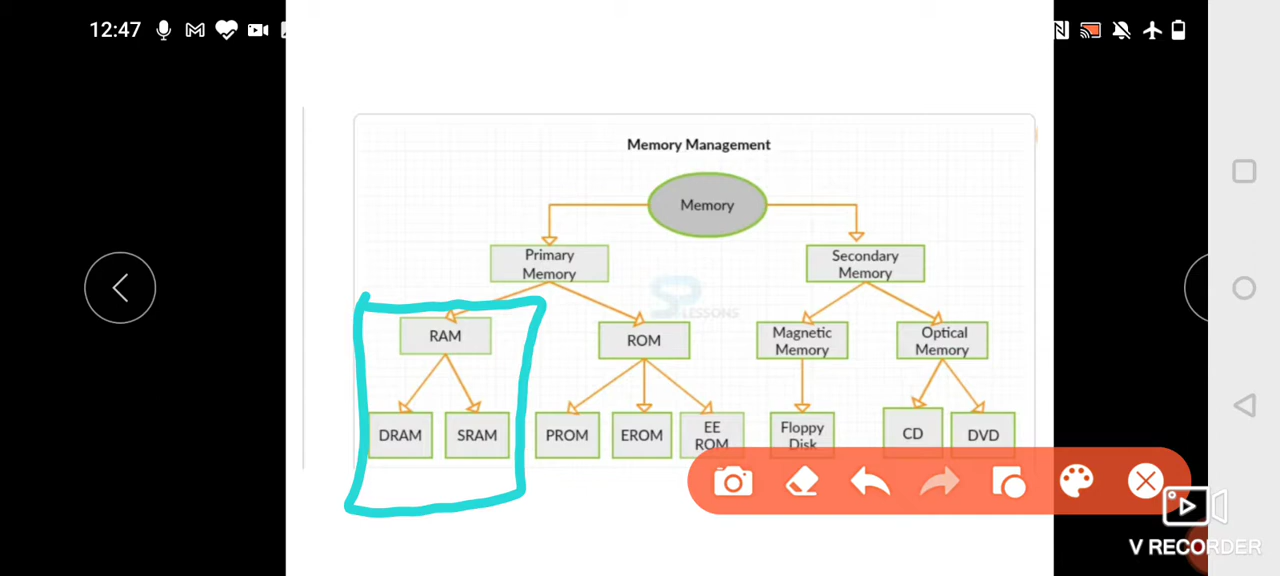 12:47
Memory Management
Memory
Primary
Memory
Secondary
Memory
LESSONS
RAM
ROM
Magnetic
Memory
Optical
Memory
DRAM
SRAM
PROM
EROM
EE
ROM
Floppy
Disk
CD
DVD
V RECORDER